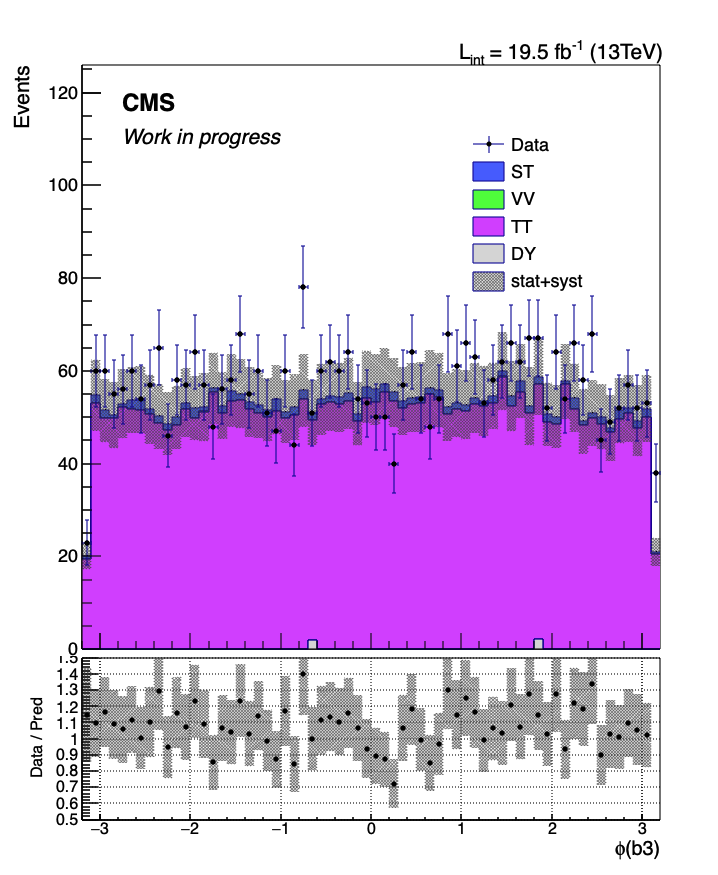 L_int = 19.5 fb⁻¹ (13TeV)
Events
CMS
Work in progress
Data
ST
VV
TT
DY
stat+syst
120
100
80
60
40
20
0
Data / Pred
1.5
1.4
1.3
1.2
1.1
1
0.9
0.8
0.7
0.6
0.5
−3 −2 −1 0 1 2 3
ϕ(b3)